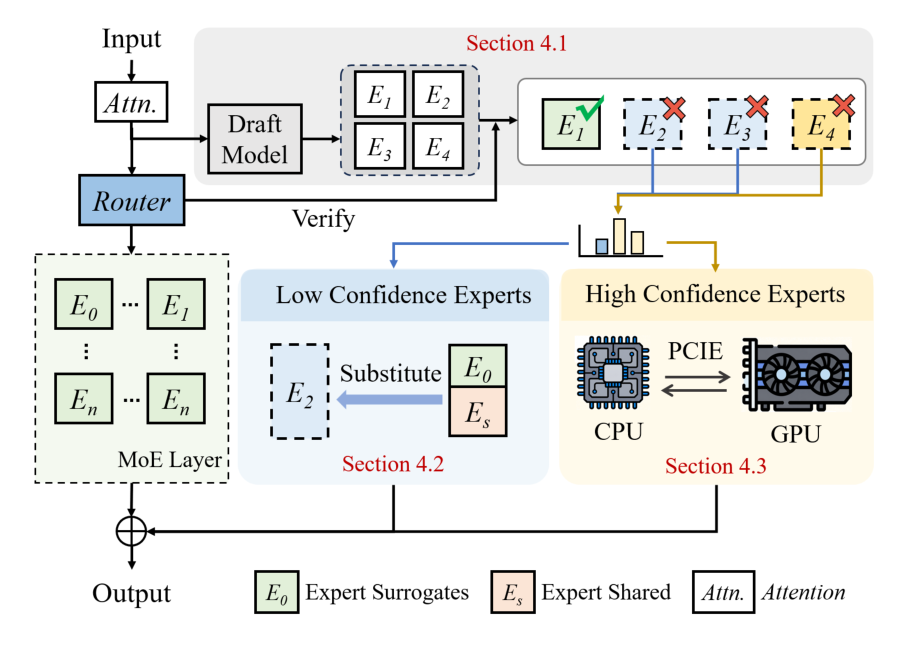 Input
Section 4.1
Attn.
Draft
Model
E1 E2
E3 E4
E1 E2 E3 E4
Router
Verify
E0 ... E1
En ... En
MoE Layer
Low Confidence Experts
E2
Substitute
E0
Es
Section 4.2
High Confidence Experts
PCIE
CPU
GPU
Section 4.3
Output
E0 Expert Surrogates
Es Expert Shared
Attn. Attention